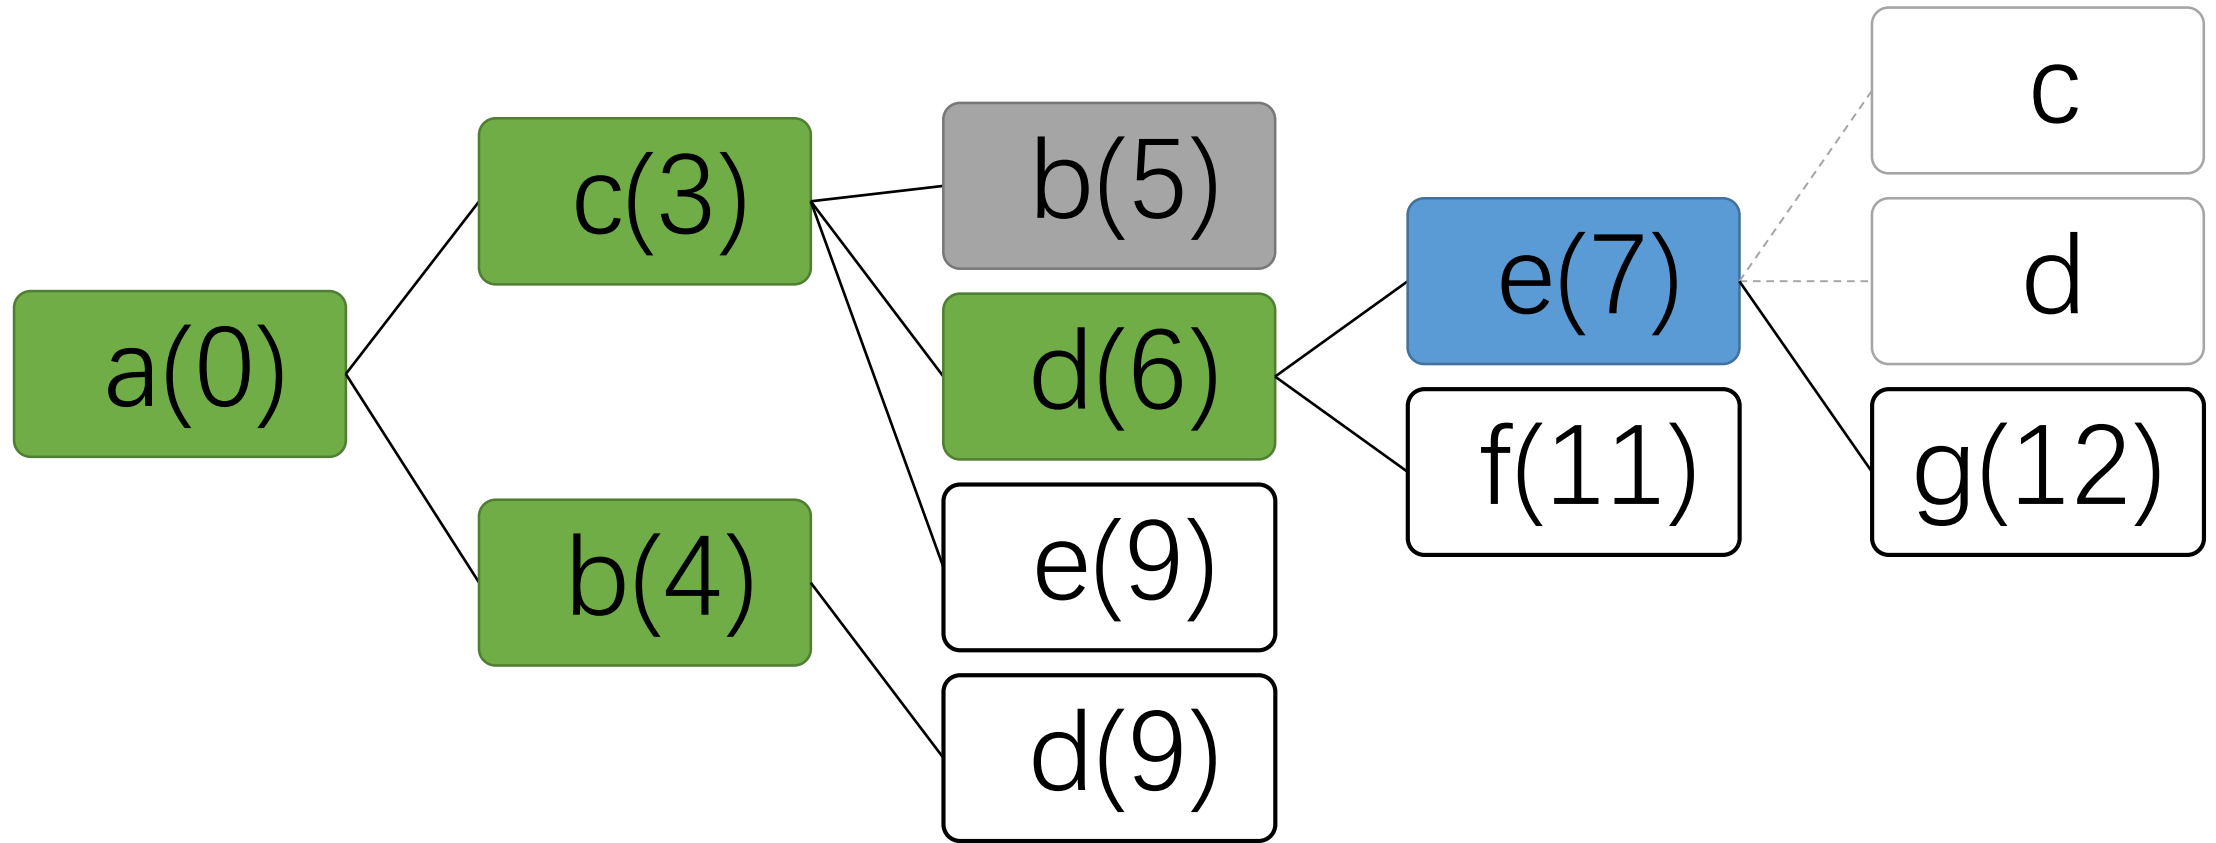 a(0)
c(3)
b(4)
b(5)
d(6)
e(9)
d(9)
e(7)
f(11)
c
d
g(12)